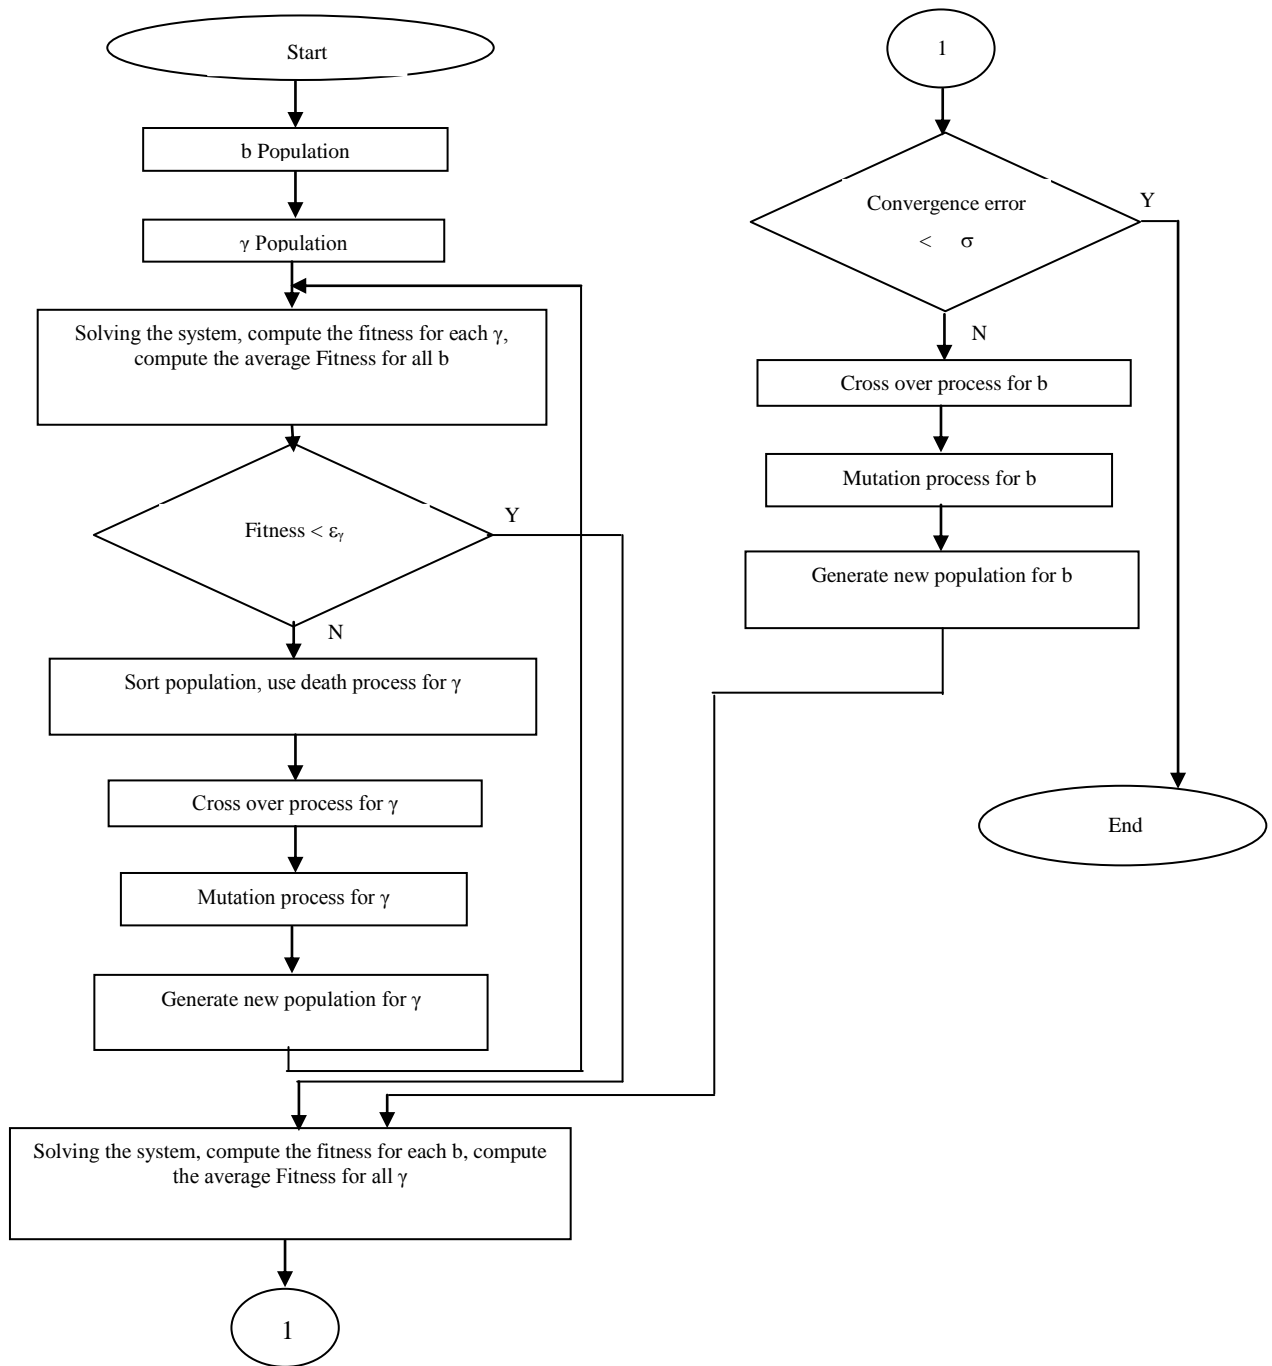 Start
b Population
γ Population
Solving the system, compute the fitness for each γ,
compute the average Fitness for all b
Fitness < εγ
Y
N
Sort population, use death process for γ
Cross over process for γ
Mutation process for γ
Generate new population for γ
Solving the system, compute the fitness for each b, compute
the average Fitness for all γ
1
1
Convergence error
< σ
Y
N
Cross over process for b
Mutation process for b
Generate new population for b
End